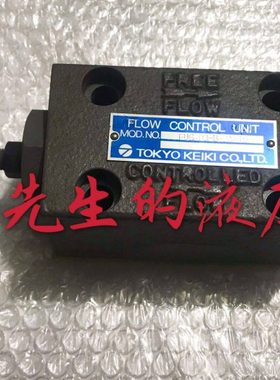 FREE
FLOW
FLOW CONTROL UNIT
MOD.NO.
TOKYO KEIKI CO.,LTD.
CONTROLLED
先生的液